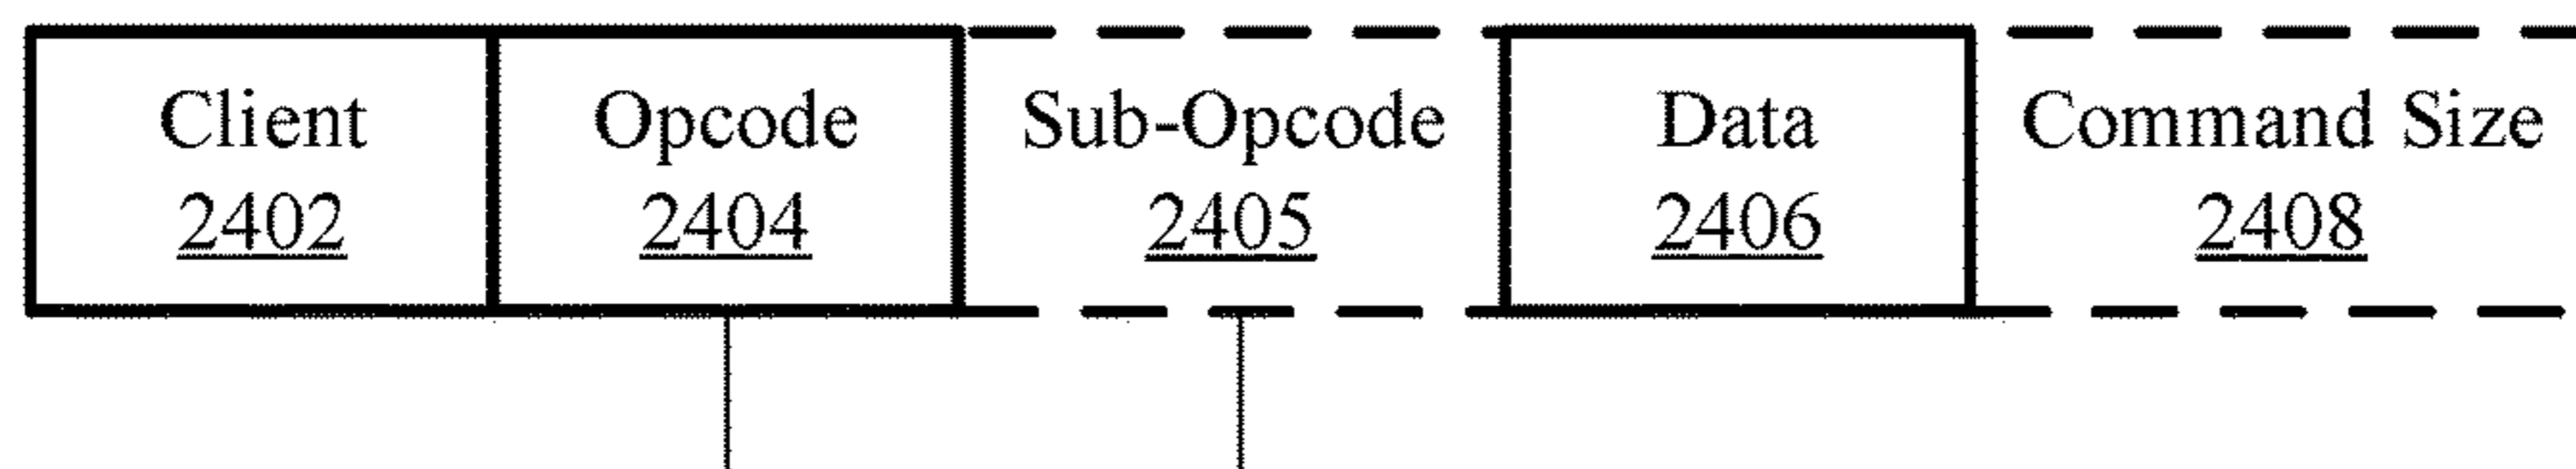 Client Opcode Sub-Opcode Data Command Size
2402 2404 2405 2406 2408